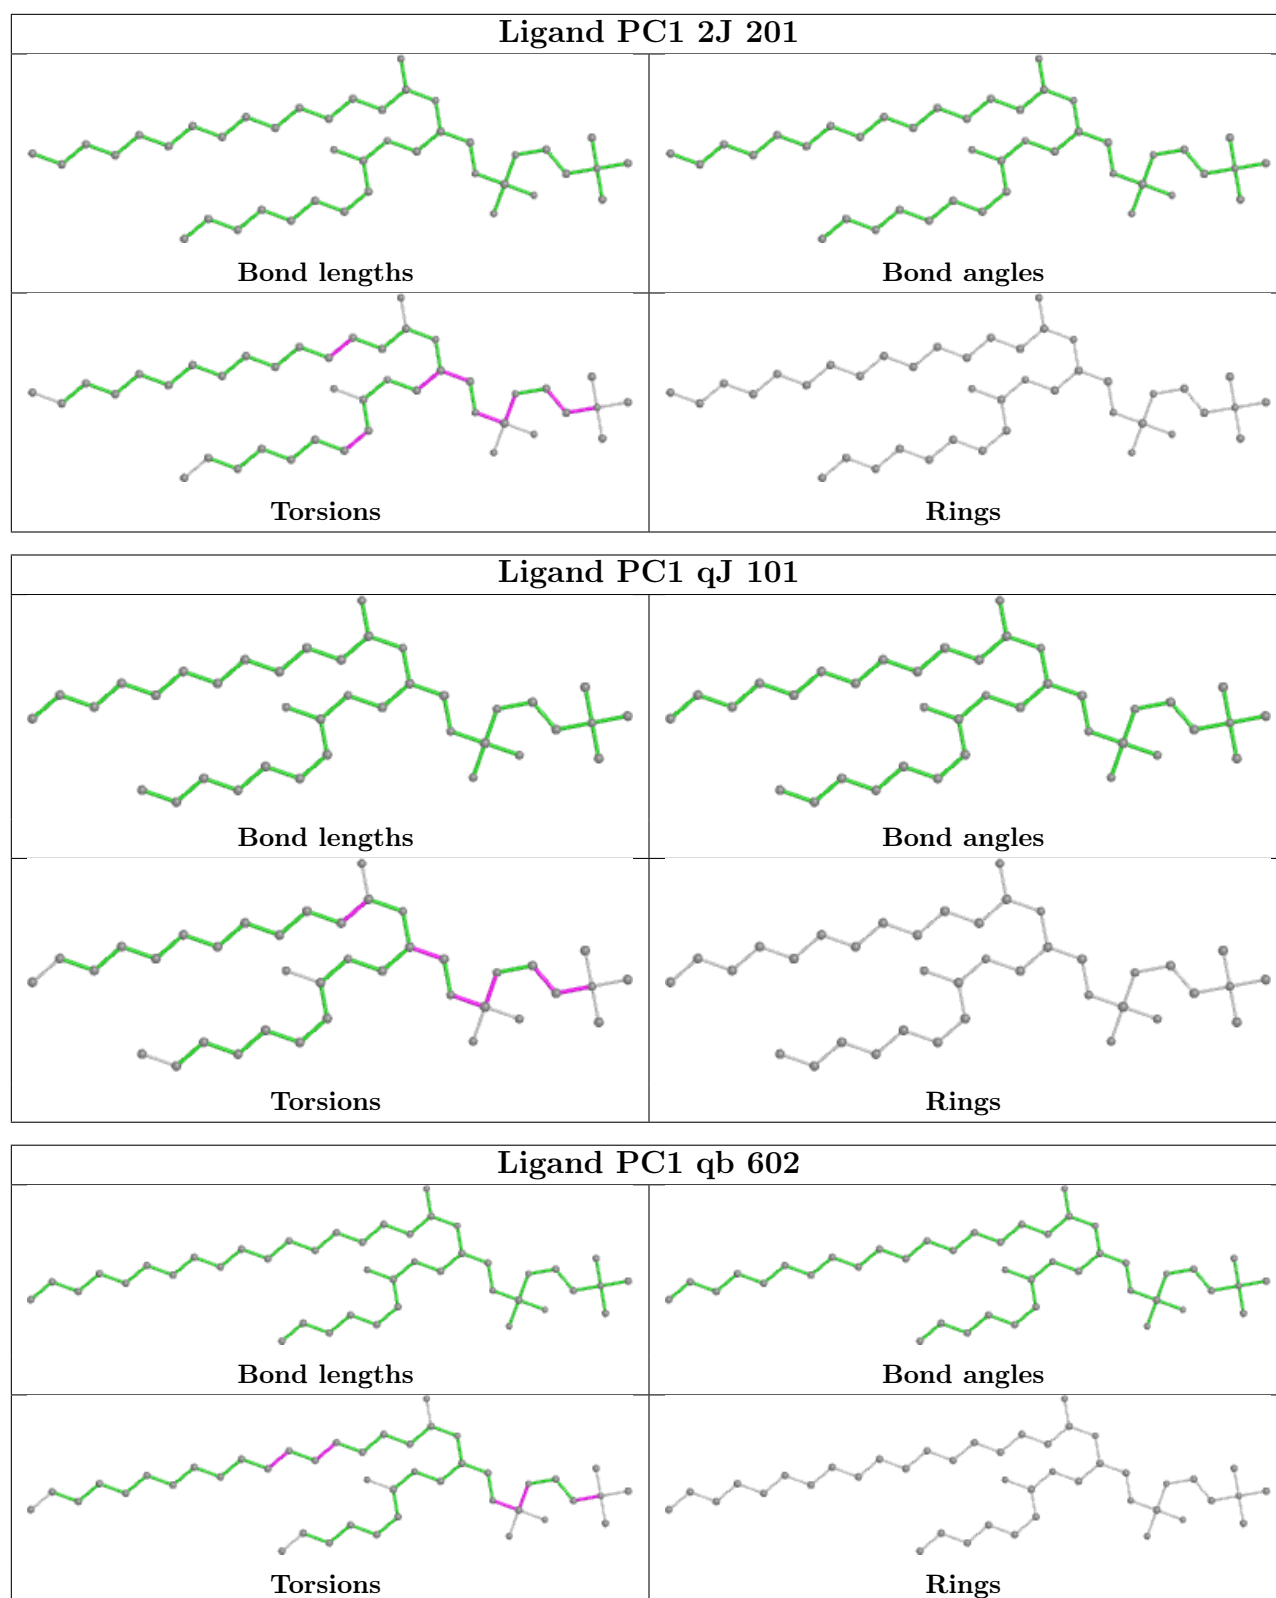 Ligand PC1 2J 201
Bond lengths
Bond angles
Torsions
Rings
Ligand PC1 qJ 101
Bond lengths
Bond angles
Torsions
Rings
Ligand PC1 qb 602
Bond lengths
Bond angles
Torsions
Rings